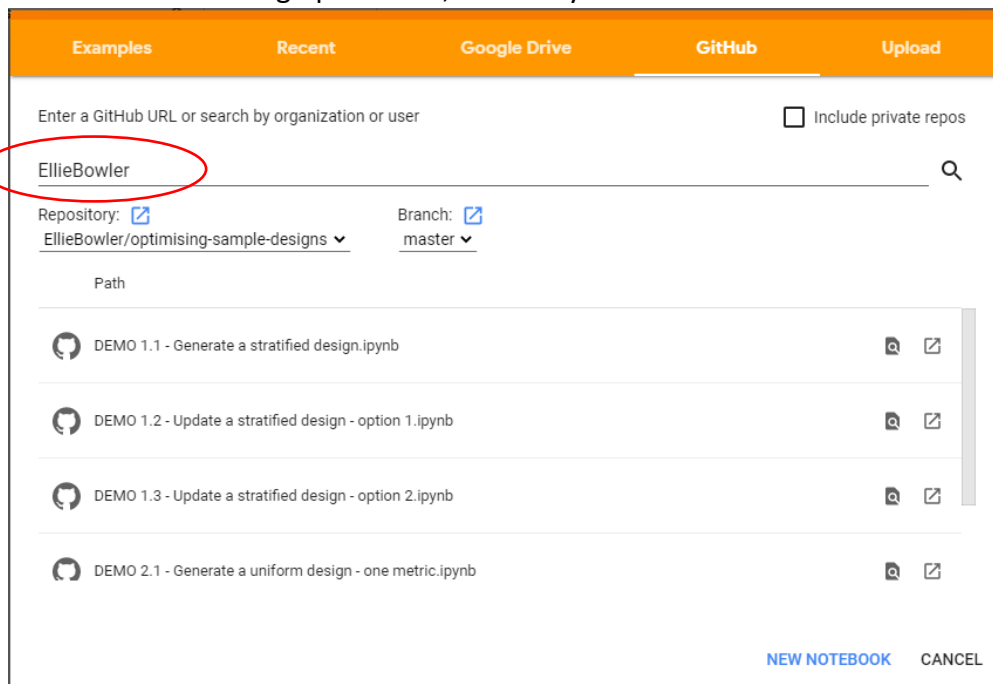 Examples Recent Google Drive GitHub Upload
Enter a GitHub URL or search by organization or user Include private repos
EllieBowler
Repository: Branch:
EllieBowler/optimising-sample-designs master
Path
DEMO 1.1 - Generate a stratified design.ipynb
DEMO 1.2 - Update a stratified design - option 1.ipynb
DEMO 1.3 - Update a stratified design - option 2.ipynb
DEMO 2.1 - Generate a uniform design - one metric.ipynb
NEW NOTEBOOK CANCEL